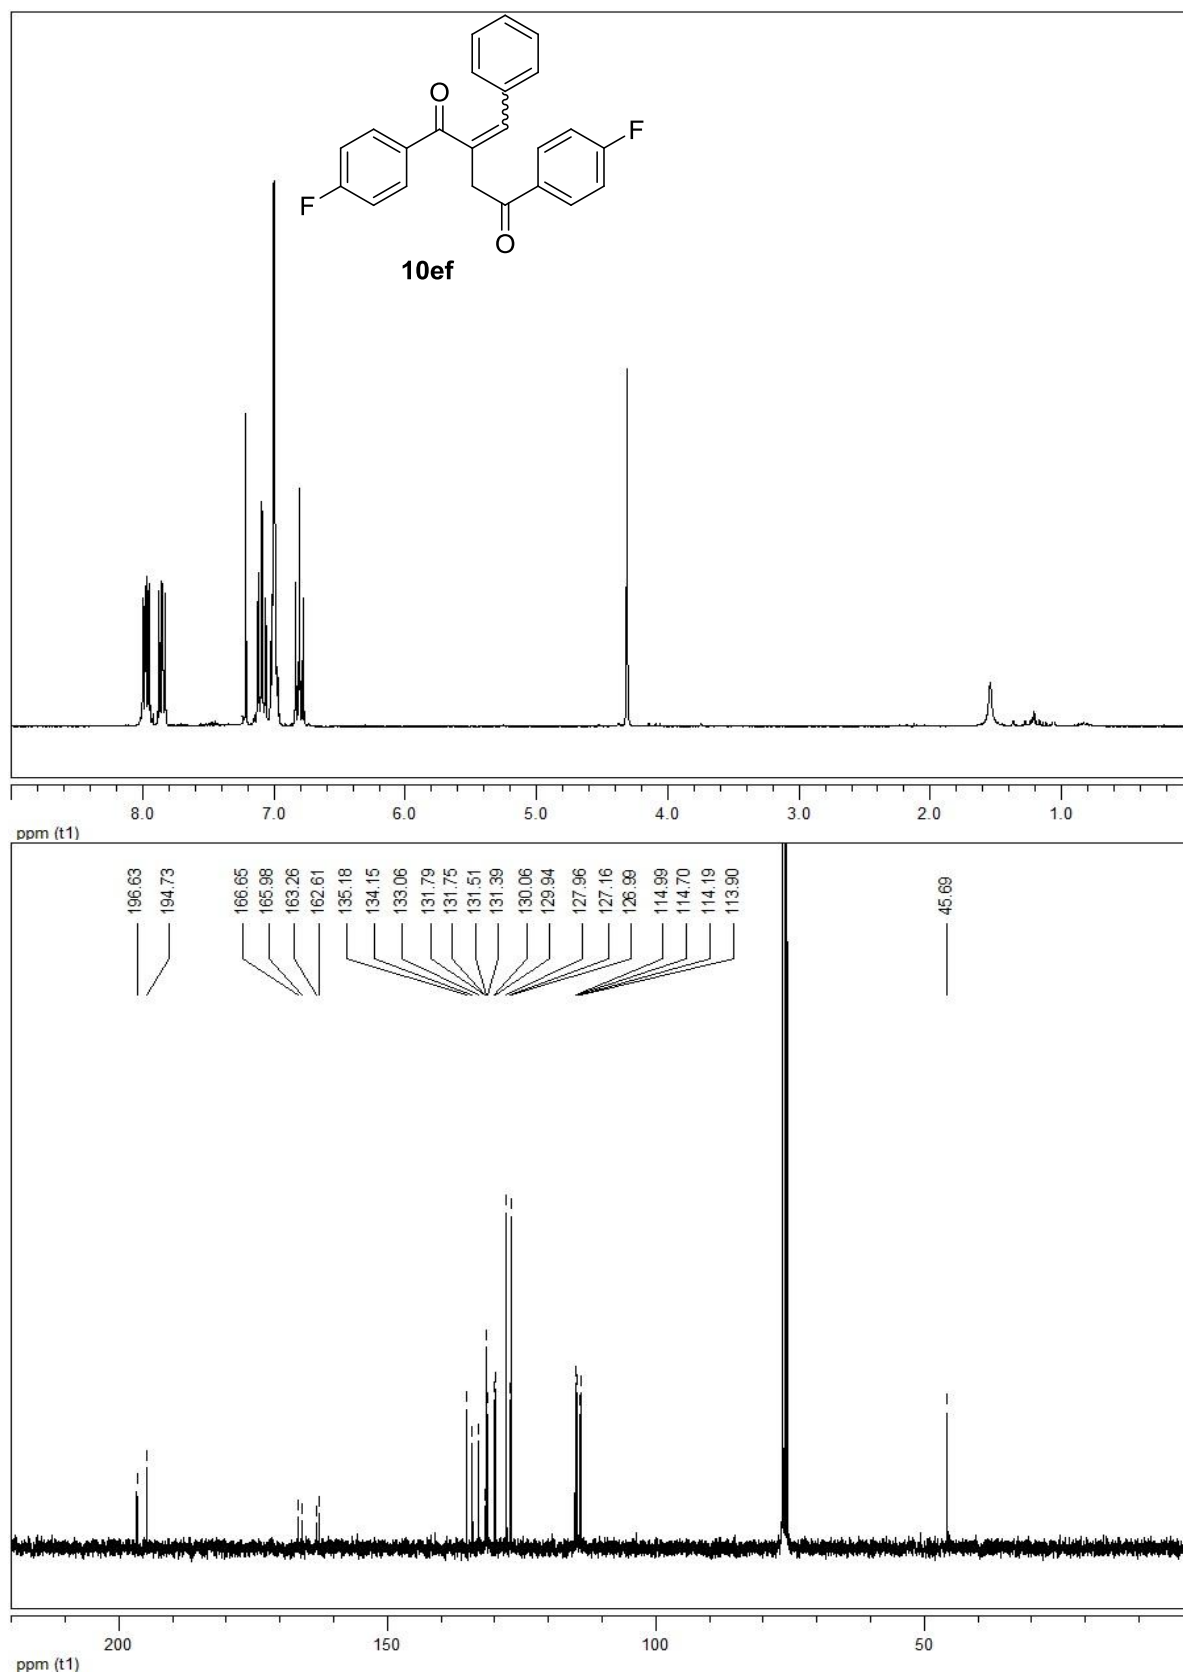 O
F
F
O
10ef
8.0 7.0 6.0 5.0 4.0 3.0 2.0 1.0
ppm (t1)
196.63 194.73 166.65 165.98 163.26 162.61 135.18 134.15 133.06 131.79 131.75 131.51 131.39 130.06 129.94 127.96 127.16 126.99 114.99 114.70 114.19 113.90 45.69
200 150 100 50
ppm (t1)